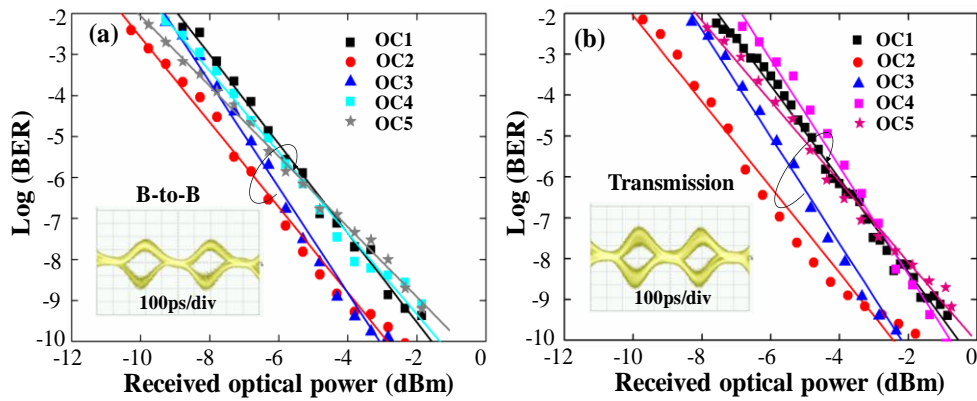 (a)
OC1
OC2
OC3
OC4
OC5
B-to-B
100ps/div
Log (BER)
-2
-3
-4
-5
-6
-7
-8
-9
-10
-12
-10
-8
-6
-4
-2
0
Received optical power (dBm)
(b)
OC1
OC2
OC3
OC4
OC5
Transmission
100ps/div
Log (BER)
-2
-3
-4
-5
-6
-7
-8
-9
-10
-12
-10
-8
-6
-4
-2
0
Received optical power (dBm)